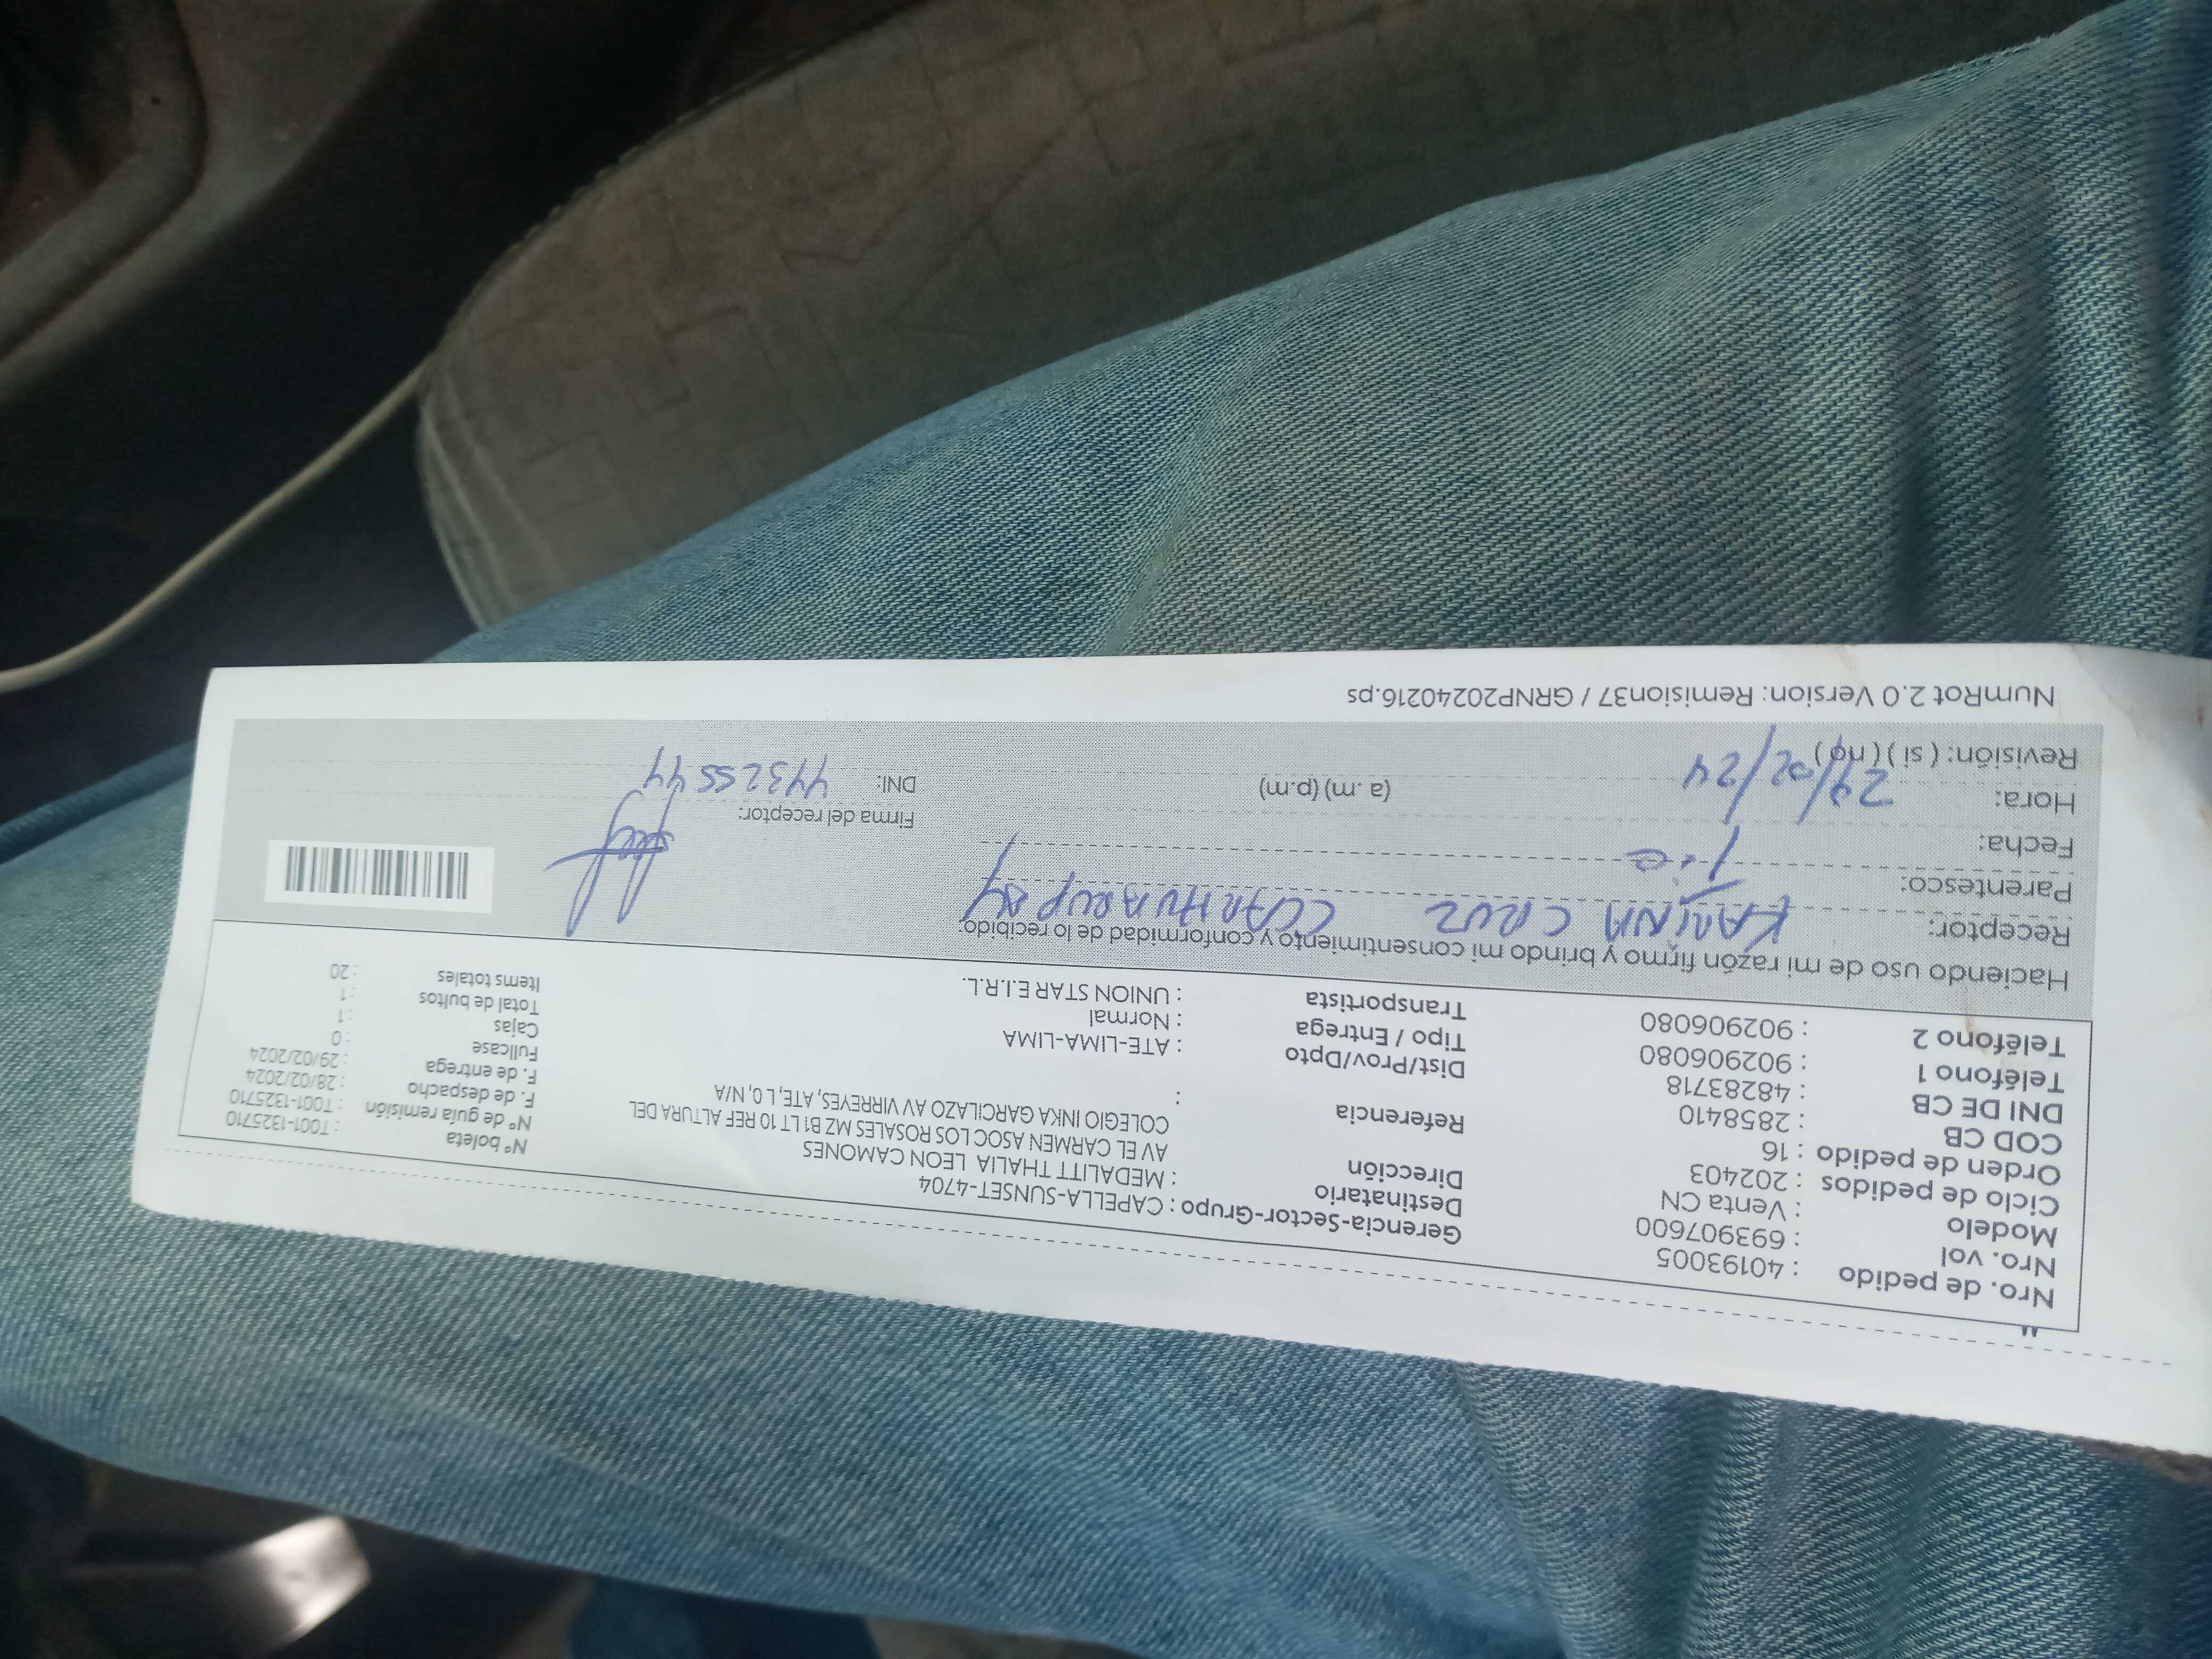 Nro. de pedido : 40193005
Nro. vol : 693907600
Modelo : Venta CN
Ciclo de pedidos : 202403
Orden de pedido : 16
COD CB : 2858410
DNI DE CB : 48283718
Teléfono 1 : 902906080
Teléfono 2 : 902906080
Gerencia-Sector-Grupo : CAPELLA-SUNSET-4704
Destinatario : MEDALITT THALIA LEON CAMONES
Dirección
AV EL CARMEN ASOC LOS ROSALES MZ B1 LT 10 REF ALTURA DEL
COLEGIO INKA GARCILAZO AV VIRREYES, ATE, L 0, N/A
Referencia :
Dist/Prov/Dpto : ATE-LIMA-LIMA
Tipo / Entrega : Normal
Transportista : UNION STAR E.I.R.L.
N° boleta : T001-1325710
N° de guía remisión : T001-1325710
F. de despacho : 28/02/2024
F. de entrega : 29/02/2024
Fullcase : 0
Cajas : 1
Total de bultos : 1
Items totales : 20
Haciendo uso de mi razón firmo y brindo mi consentimiento y conformidad de lo recibido:
Receptor: KARINA CRUZ CCARHUARUPAY
Parentesco: Tia
Fecha:
Hora: 29/02/24 (a .m) (p.m)
Revisión: ( si ) ( no )
Firma del receptor:
DNI: 44325544
NumRot 2.0 Version: Remision37 / GRNP20240216.ps